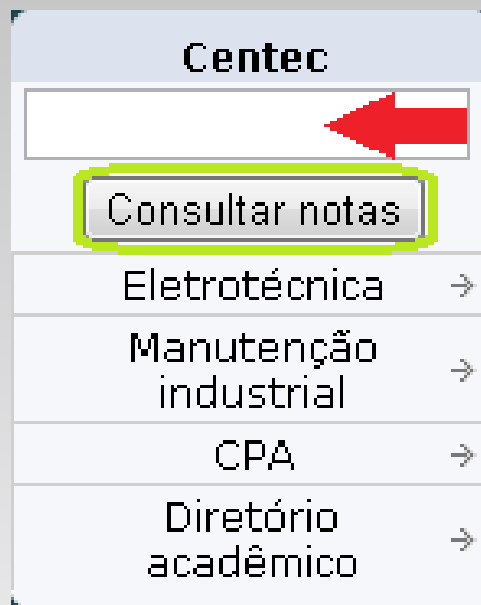 Centec
Consultar notas
Eletrotécnica
Manutenção
industrial
CPA
Diretório
acadêmico